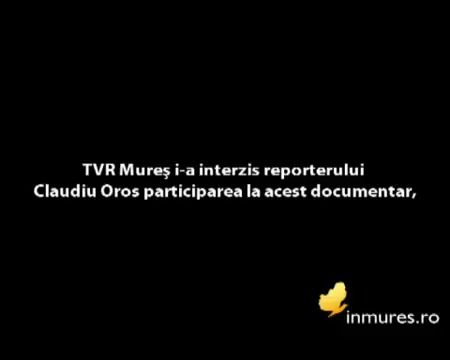 TVR Mureş i-a interzis reporterului
Claudiu Oros participarea la acest documentar,
inmures.ro